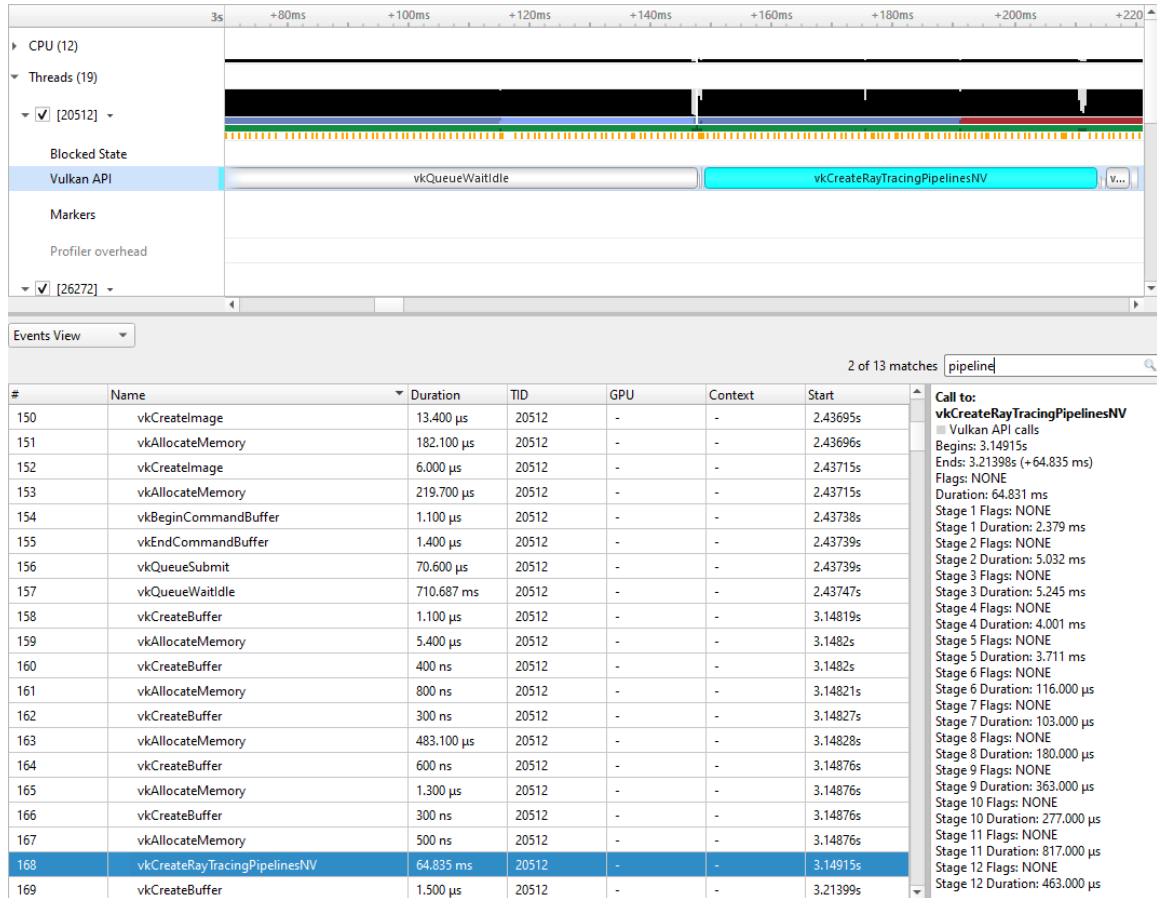 3s +80ms +100ms +120ms +140ms +160ms +180ms +200ms +220
CPU (12)
Threads (19)
[20512]
Blocked State
Vulkan API vkQueueWaitIdle vkCreateRayTracingPipelinesNV v...
Markers
Profiler overhead
[26272]
Events View
2 of 13 matches pipeline
# Name Duration TID GPU Context Start
150 vkCreateImage 13.400 µs 20512 - - 2.43695s
151 vkAllocateMemory 182.100 µs 20512 - - 2.43696s
152 vkCreateImage 6.000 µs 20512 - - 2.43715s
153 vkAllocateMemory 219.700 µs 20512 - - 2.43715s
154 vkBeginCommandBuffer 1.100 µs 20512 - - 2.43738s
155 vkEndCommandBuffer 1.400 µs 20512 - - 2.43739s
156 vkQueueSubmit 70.600 µs 20512 - - 2.43739s
157 vkQueueWaitIdle 710.687 ms 20512 - - 2.43747s
158 vkCreateBuffer 1.100 µs 20512 - - 3.14819s
159 vkAllocateMemory 5.400 µs 20512 - - 3.1482s
160 vkCreateBuffer 400 ns 20512 - - 3.1482s
161 vkAllocateMemory 800 ns 20512 - - 3.14821s
162 vkCreateBuffer 300 ns 20512 - - 3.14827s
163 vkAllocateMemory 483.100 µs 20512 - - 3.14828s
164 vkCreateBuffer 600 ns 20512 - - 3.14876s
165 vkAllocateMemory 1.300 µs 20512 - - 3.14876s
166 vkCreateBuffer 300 ns 20512 - - 3.14876s
167 vkAllocateMemory 500 ns 20512 - - 3.14876s
168 vkCreateRayTracingPipelinesNV 64.835 ms 20512 - - 3.14915s
169 vkCreateBuffer 1.500 µs 20512 - - 3.21399s
Call to:
vkCreateRayTracingPipelinesNV
Vulkan API calls
Begins: 3.14915s
Ends: 3.21398s (+64.835 ms)
Flags: NONE
Duration: 64.831 ms
Stage 1 Flags: NONE
Stage 1 Duration: 2.379 ms
Stage 2 Flags: NONE
Stage 2 Duration: 5.032 ms
Stage 3 Flags: NONE
Stage 3 Duration: 5.245 ms
Stage 4 Flags: NONE
Stage 4 Duration: 4.001 ms
Stage 5 Flags: NONE
Stage 5 Duration: 3.711 ms
Stage 6 Flags: NONE
Stage 6 Duration: 116.000 µs
Stage 7 Flags: NONE
Stage 7 Duration: 103.000 µs
Stage 8 Flags: NONE
Stage 8 Duration: 180.000 µs
Stage 9 Flags: NONE
Stage 9 Duration: 363.000 µs
Stage 10 Flags: NONE
Stage 10 Duration: 277.000 µs
Stage 11 Flags: NONE
Stage 11 Duration: 817.000 µs
Stage 12 Flags: NONE
Stage 12 Duration: 463.000 µs